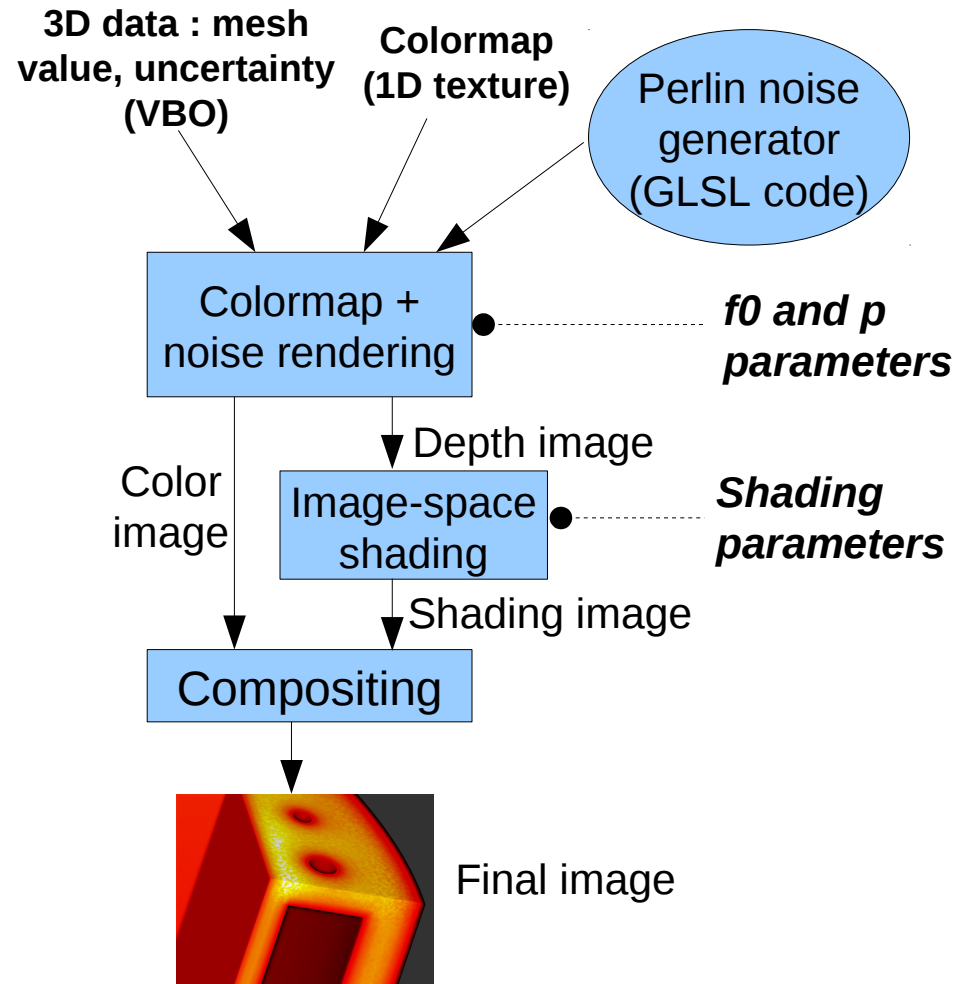 3D data : mesh
value, uncertainty
(VBO)
Colormap
(1D texture)
Perlin noise
generator
(GLSL code)
Colormap +
noise rendering
f0 and p
parameters
Depth image
Color
image
Image-space
shading
Shading
parameters
Shading image
Compositing
Final image